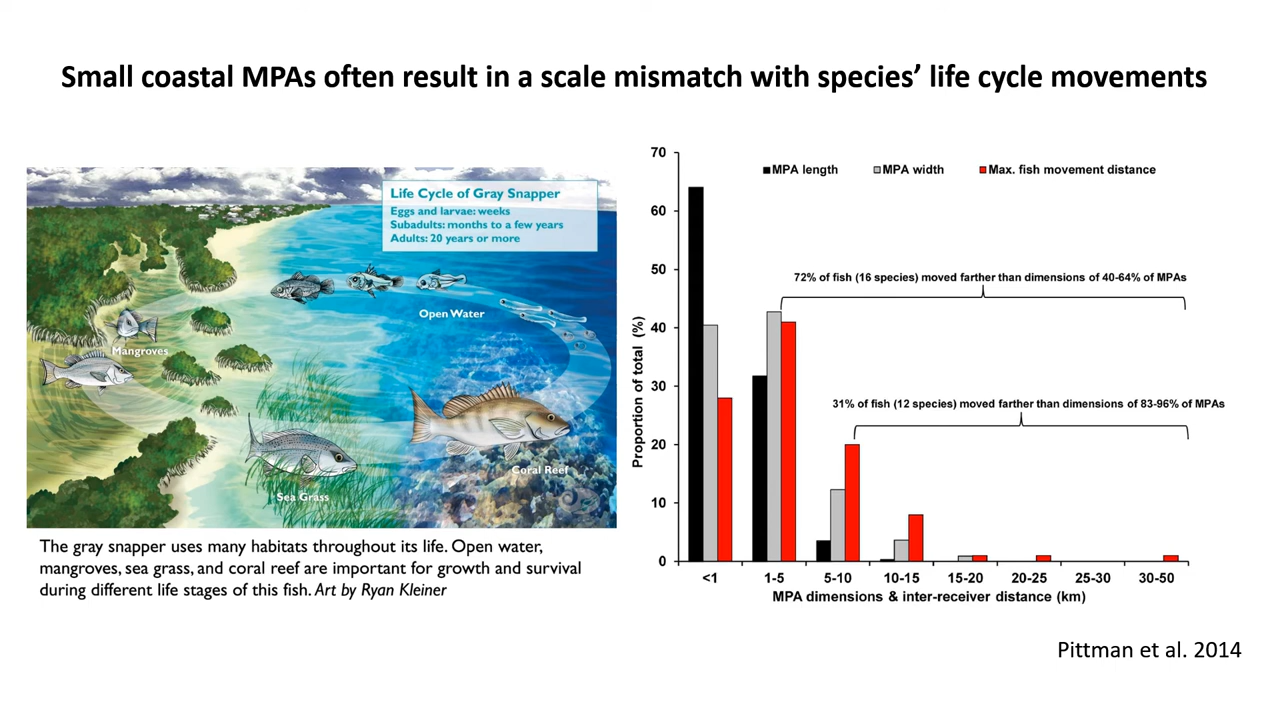 Small coastal MPAs often result in a scale mismatch with species’ life cycle movements
Life Cycle of Gray Snapper
Eggs and larvae: weeks
Subadults: months to a few years
Adults: 20 years or more
Open Water
Mangroves
Coral Reef
Sea Grass
The gray snapper uses many habitats throughout its life. Open water,
mangroves, sea grass, and coral reef are important for growth and survival
during different life stages of this fish. Art by Ryan Kleiner
MPA length
MPA width
Max. fish movement distance
72% of fish (16 species) moved farther than dimensions of 40-64% of MPAs
31% of fish (12 species) moved farther than dimensions of 83-96% of MPAs
Proportion of total (%)
70
60
50
40
30
20
10
0
<1 1-5 5-10 10-15 15-20 20-25 25-30 30-50
MPA dimensions & inter-receiver distance (km)
Pittman et al. 2014